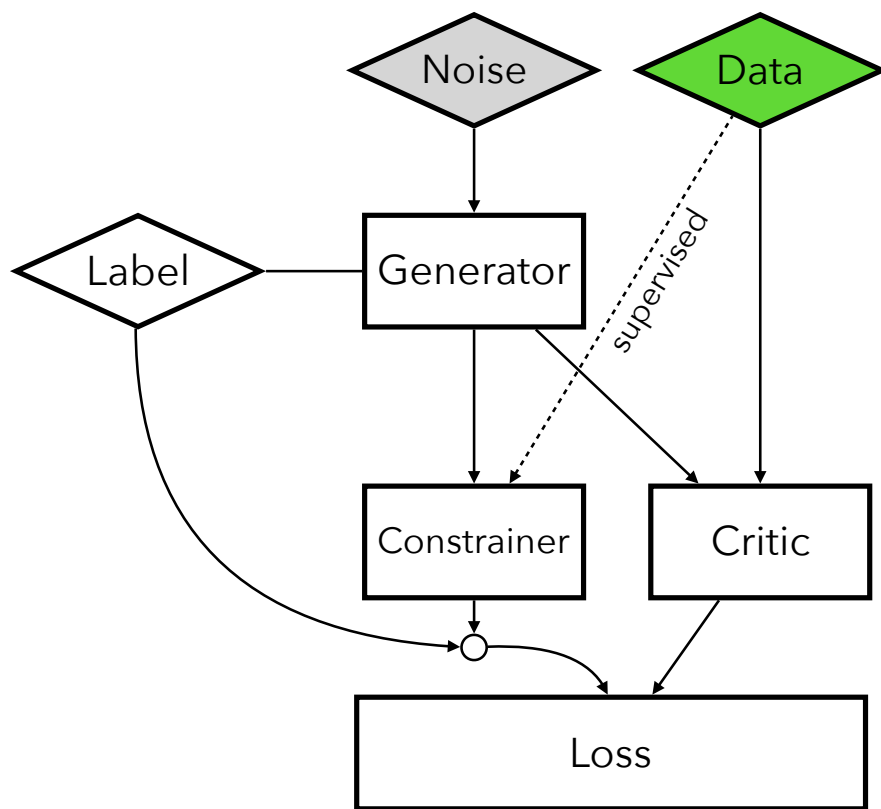 Noise
Data
Label
Generator
supervised
Constrainer
Critic
Loss